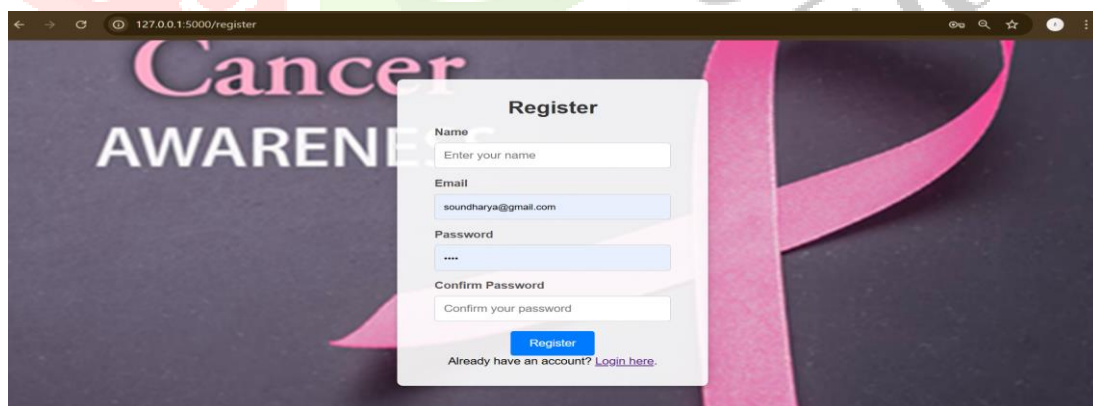 127.0.0.1:5000/register
Cancer
AWARENESS
Register
Name
Enter your name
Email
soundharya@gmail.com
Password
••••
Confirm Password
Confirm your password
Register
Already have an account? Login here.